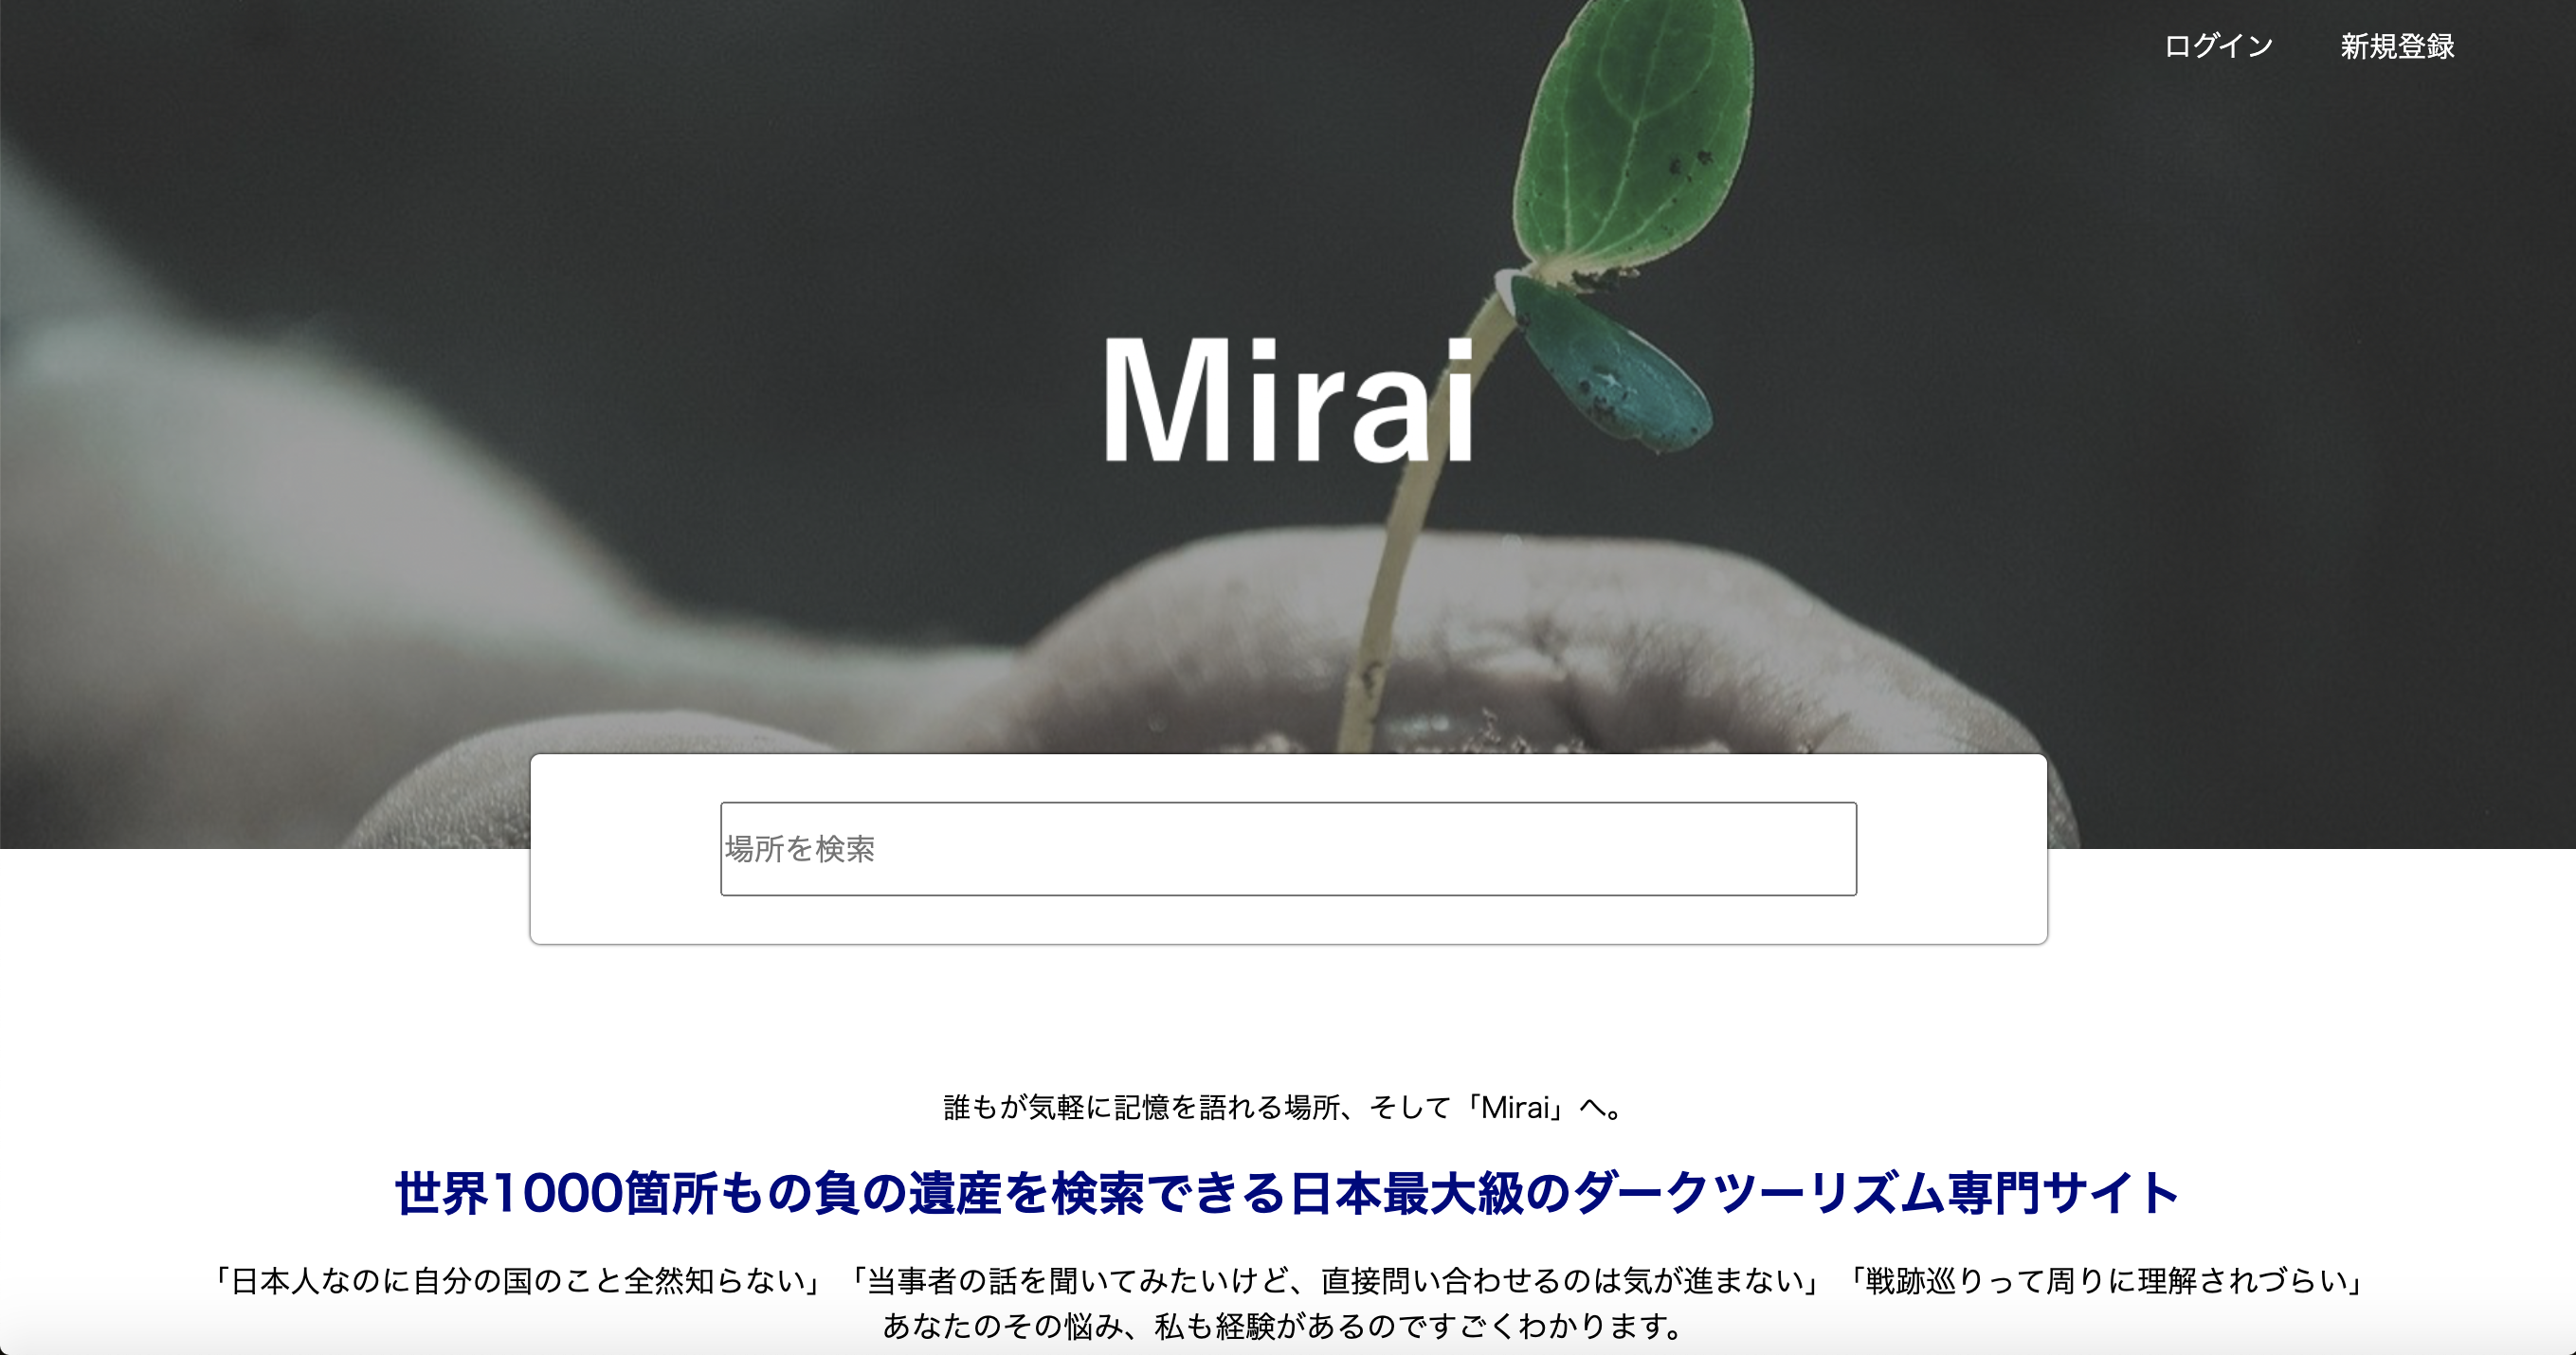 ログイン 新規登録
Mirai
場所を検索
誰もが気軽に記憶を語れる場所、そして「Mirai」へ。
世界1000箇所もの負の遺産を検索できる日本最大級のダークツーリズム専門サイト
「日本人なのに自分の国のこと全然知らない」「当事者の話を聞いてみたいけど、直接問い合わせるのは気が進まない」「戦跡巡りって周りに理解されづらい」
あなたのその悩み、私も経験があるのですごくわかります。